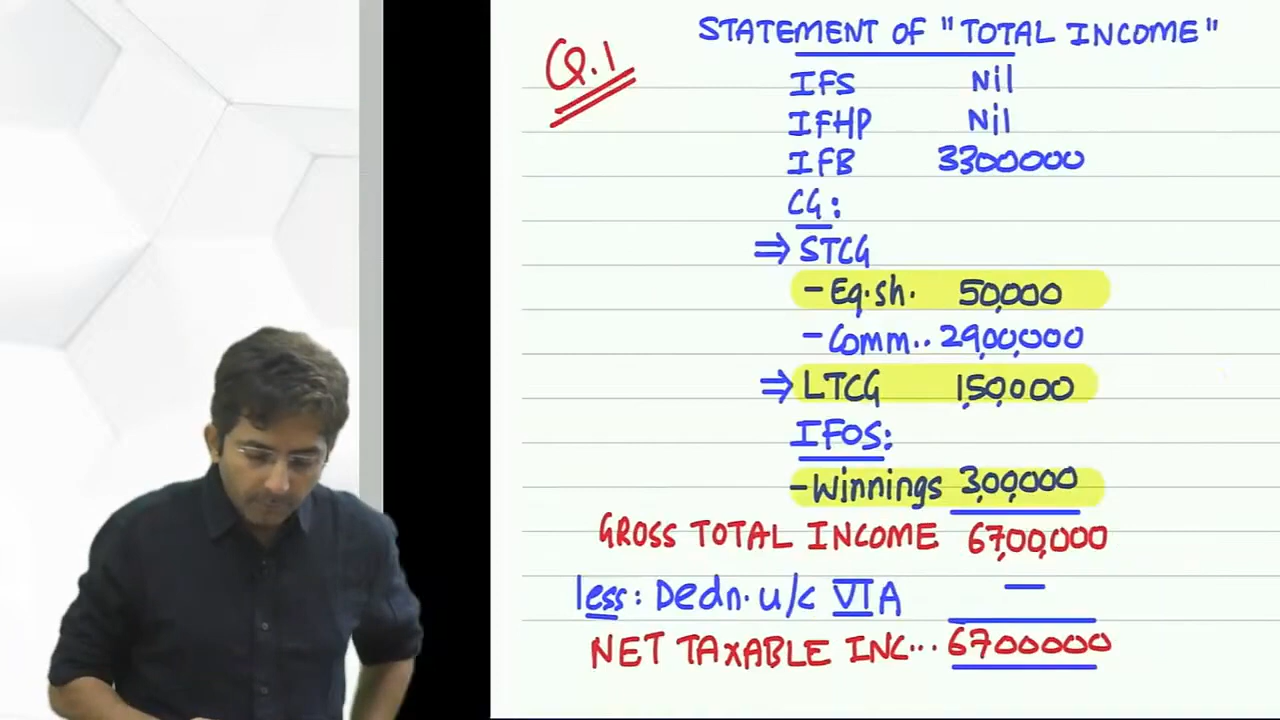 STATEMENT OF "TOTAL INCOME"
Q.1
IFS Nil
IFHP Nil
IFB 3300000
CG:
⇒ STCG
- Eq.sh. 50,000
- Comm.. 29,00,000
⇒ LTCG 1,50,000
IFOS:
- Winnings 3,00,000
GROSS TOTAL INCOME 67,00,000
less: Dedn. u/c VI A —
NET TAXABLE INC... 6700000